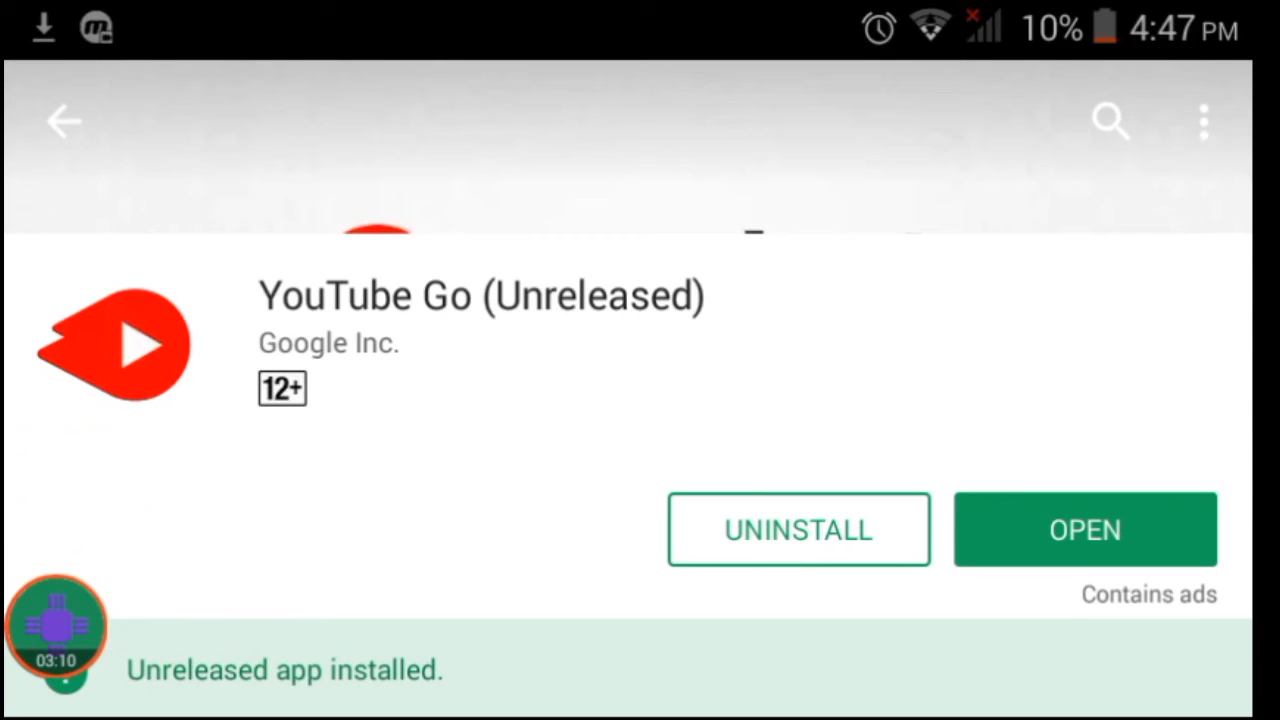 10% 4:47 PM
YouTube Go (Unreleased)
Google Inc.
12+
UNINSTALL
OPEN
Contains ads
03:10
Unreleased app installed.